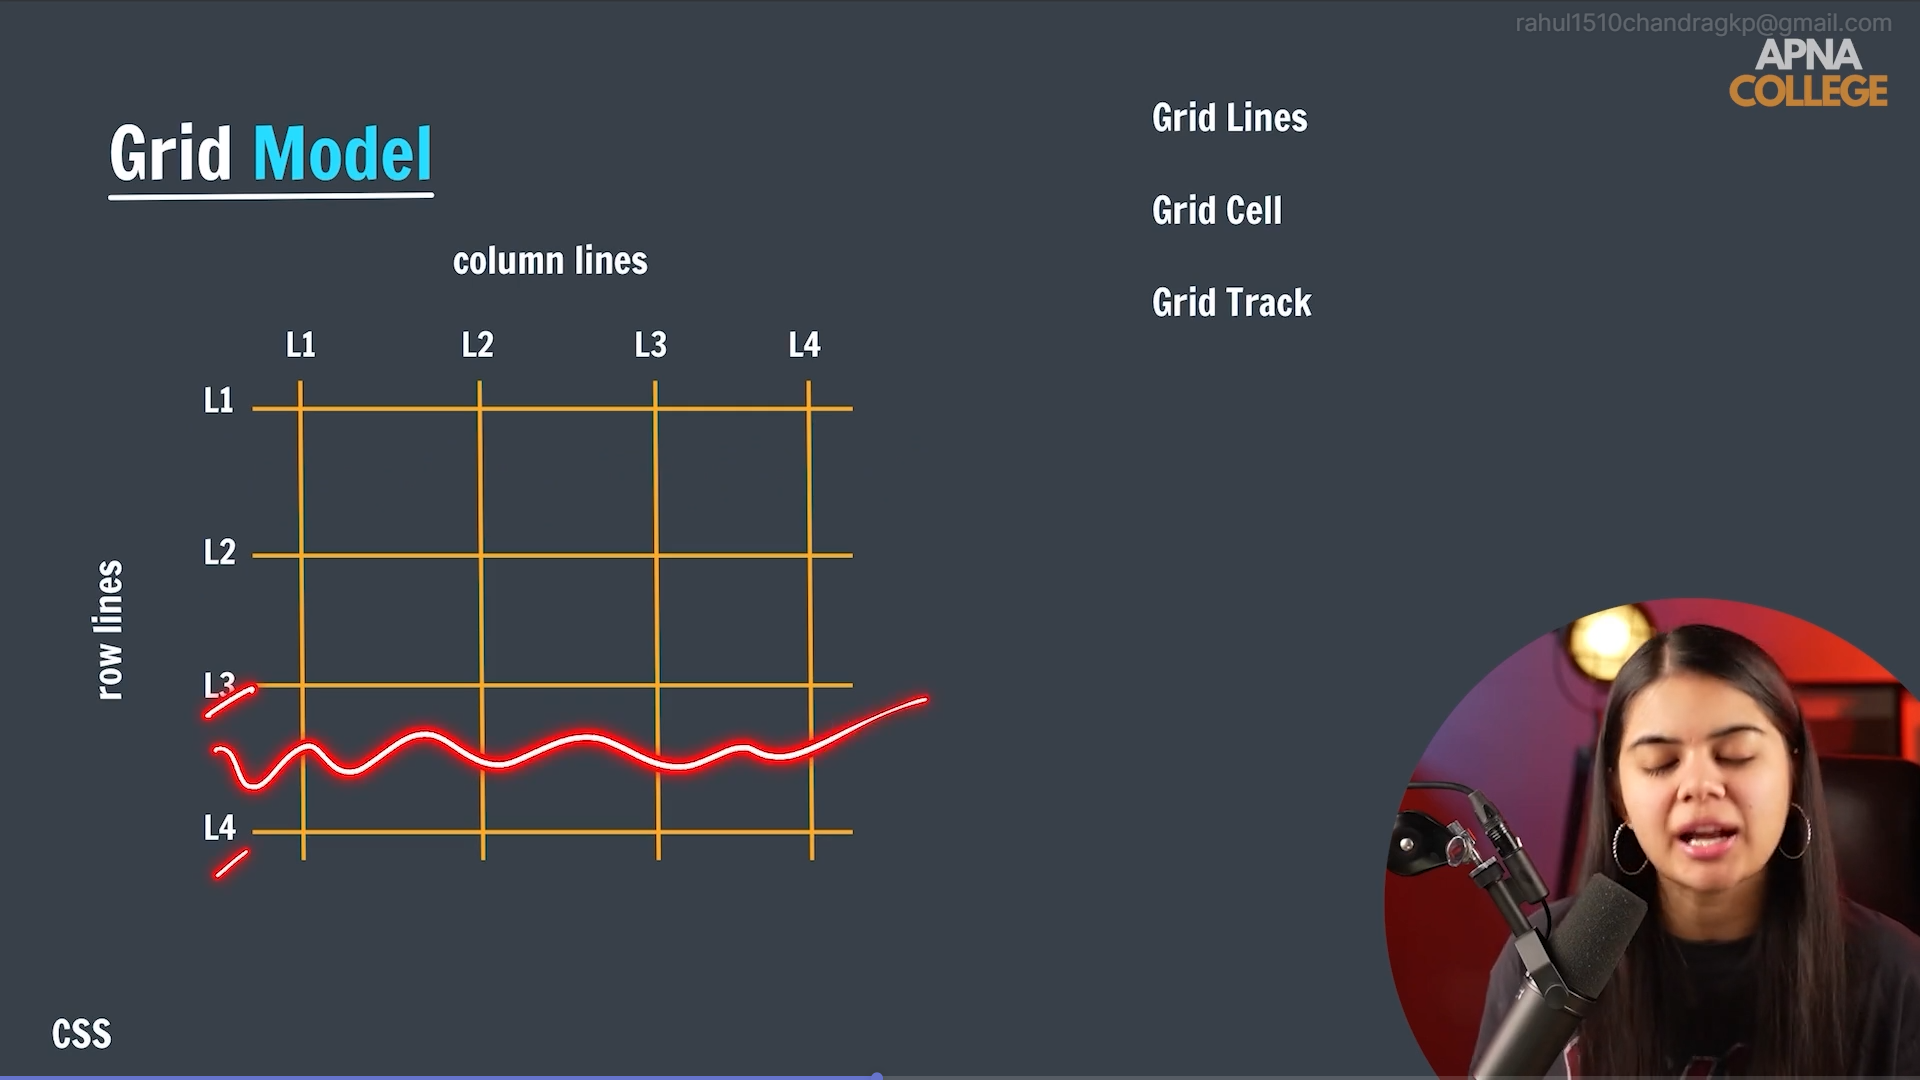 rahul1510chandragkp@gmail.com
APNA
COLLEGE
Grid Model
Grid Lines
Grid Cell
Grid Track
column lines
L1 L2 L3 L4
L1
L2
row lines
L3
L4
CSS